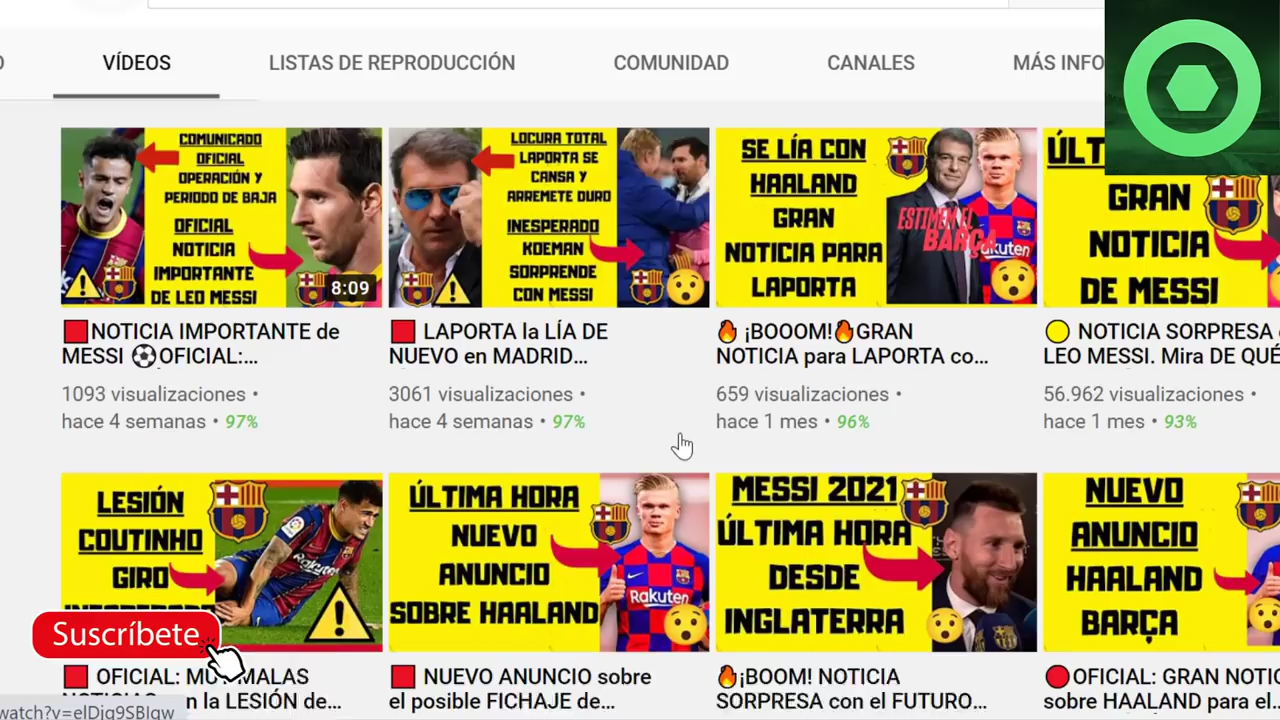 VÍDEOS
LISTAS DE REPRODUCCIÓN
COMUNIDAD
CANALES
MÁS INFO
COMUNICADO
OFICIAL
OPERACIÓN Y
PERIODO DE BAJA
OFICIAL
NOTICIA
IMPORTANTE
DE LEO MESSI
8:09
LOCURA TOTAL
LAPORTA SE
CANSA Y
ARREMETE DURO
INESPERADO
KOEMAN
SORPRENDE
CON MESSI
SE LÍA CON
HAALAND
GRAN
NOTICIA PARA
LAPORTA
ESTIMEM EL
BARÇA
GRAN
NOTICIA
DE MESSI
NOTICIA IMPORTANTE de
MESSI ⚽OFICIAL:...
1093 visualizaciones •
hace 4 semanas • 97%
LAPORTA la LÍA DE
NUEVO en MADRID...
3061 visualizaciones •
hace 4 semanas • 97%
🔥 ¡BOOOM!🔥GRAN
NOTICIA para LAPORTA co...
659 visualizaciones •
hace 1 mes • 96%
NOTICIA SORPRESA
LEO MESSI. Mira DE QUÉ
56.962 visualizaciones •
hace 1 mes • 93%
LESIÓN
COUTINHO
GIRO
INESPERADO
ÚLTIMA HORA
NUEVO
ANUNCIO
SOBRE HAALAND
Rakuten
MESSI 2021
ÚLTIMA HORA
DESDE
INGLATERRA
NUEVO
ANUNCIO
HAALAND
BARÇA
Suscríbete
OFICIAL: MALAS
n la LESIÓN de...
NUEVO ANUNCIO sobre
el posible FICHAJE de...
🔥¡BOOM! NOTICIA
SORPRESA con el FUTURO...
OFICIAL: GRAN NOTIC
sobre HAALAND para el